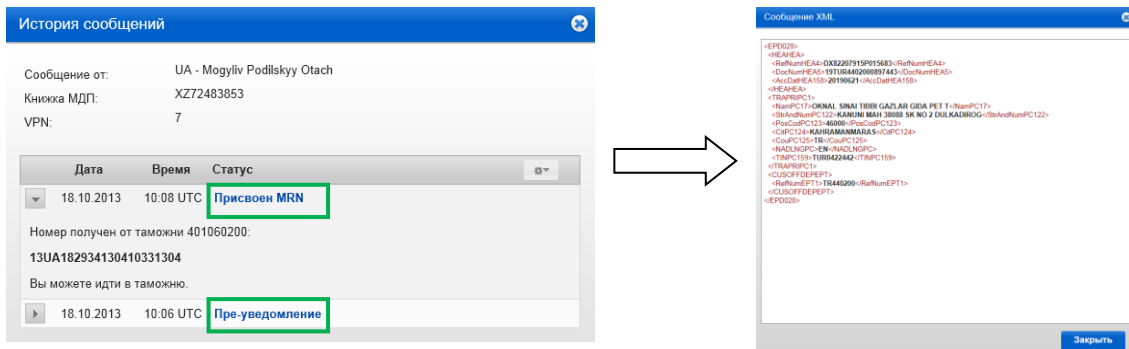 История сообщений
Сообщение от: UA - Mogyliv Podilskyy Otach
Книжка МДП: XZ72483853
VPN: 7
Дата Время Статус
18.10.2013 10:08 UTC Присвоен MRN
Номер получен от таможни 401060200:
13UA182934130410331304
Вы можете идти в таможню.
18.10.2013 10:06 UTC Пре-уведомление
Сообщение XML
<EPD028>
<HEAHEA>
<RefNumHEA4>DX82207915P015683</RefNumHEA4>
<DocNumHEA5>19TUR4402000897443</DocNumHEA5>
<AccDatHEA158>20190621</AccDatHEA158>
</HEAHEA>
<TRAPRIPC1>
<NamPC17>OKNAL SINAI TIBBI GAZLAR GIDA PET T</NamPC17>
<StrAndNumPC122>KANUNI MAH 38088 SK NO 2 DULKADIROG</StrAndNumPC122>
<PosCodPC123>46000</PosCodPC123>
<CitPC124>KAHRAMANMARAS</CitPC124>
<CouPC125>TR</CouPC125>
<NADLNGPC>EN</NADLNGPC>
<TINPC159>TUR0422442</TINPC159>
</TRAPRIPC1>
<CUSOFFDEPEPT>
<RefNumEPT1>TR440200</RefNumEPT1>
</CUSOFFDEPEPT>
</EPD028>
Закрыть